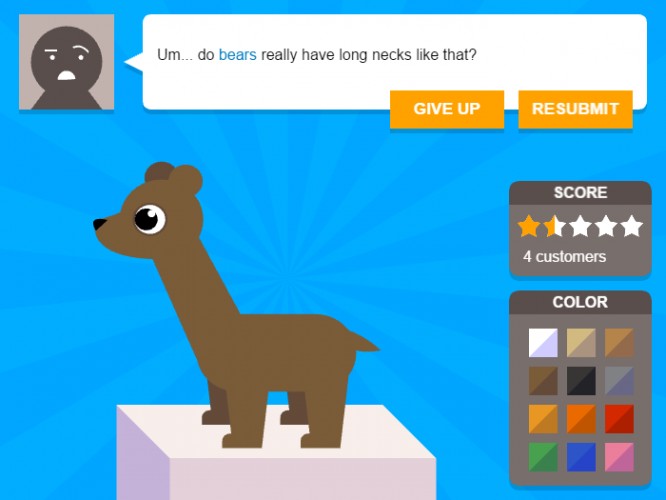 Um... do bears really have long necks like that?
GIVE UP
RESUBMIT
SCORE
4 customers
COLOR